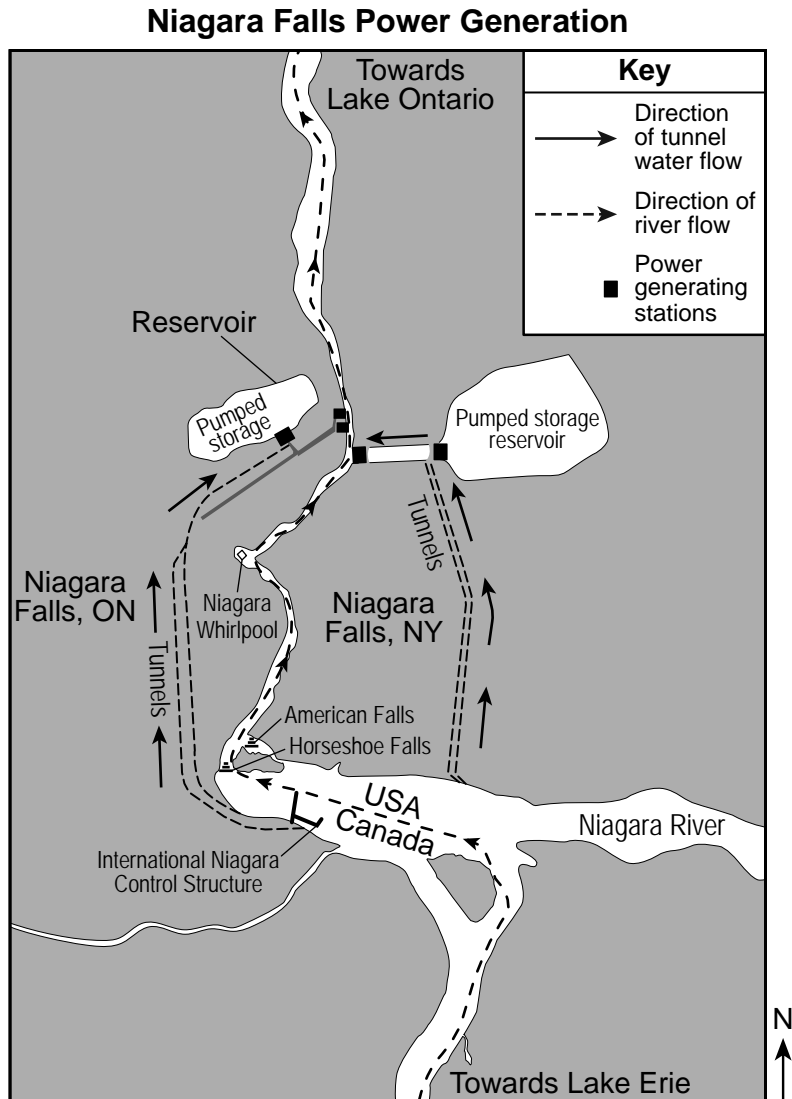 Niagara Falls Power Generation
Towards
Lake Ontario
Key
Direction
of tunnel
water flow
Direction of
river flow
Power
generating
stations
Reservoir
Pumped
storage
Pumped storage
reservoir
Tunnels
Niagara
Falls, ON
Niagara
Whirlpool
Niagara
Falls, NY
Tunnels
American Falls
Horseshoe Falls
USA
Canada
Niagara River
International Niagara
Control Structure
N
Towards Lake Erie